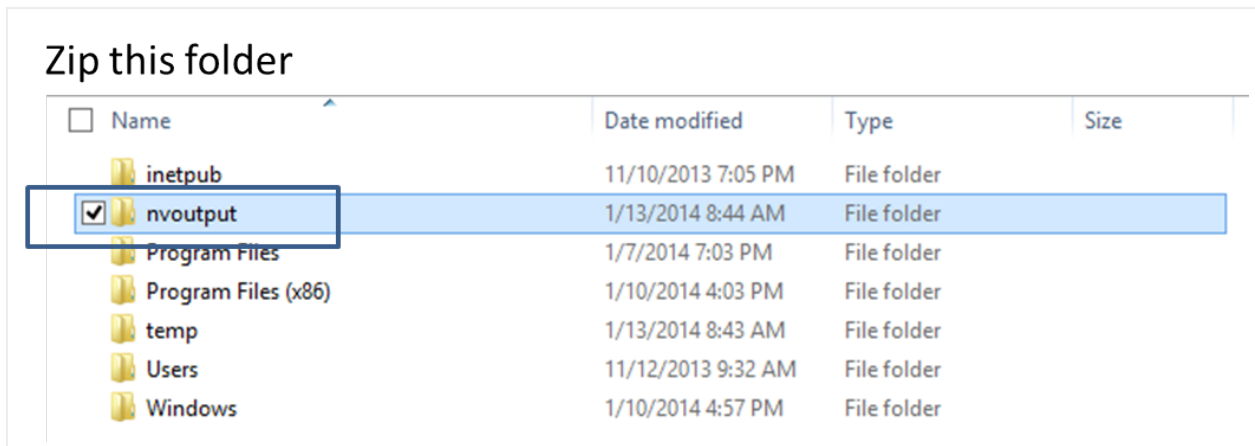 Zip this folder
Name Date modified Type Size
inetpub 11/10/2013 7:05 PM File folder
nvoutput 1/13/2014 8:44 AM File folder
Program Files 1/7/2014 7:03 PM File folder
Program Files (x86) 1/10/2014 4:03 PM File folder
temp 1/13/2014 8:43 AM File folder
Users 11/12/2013 9:32 AM File folder
Windows 1/10/2014 4:57 PM File folder